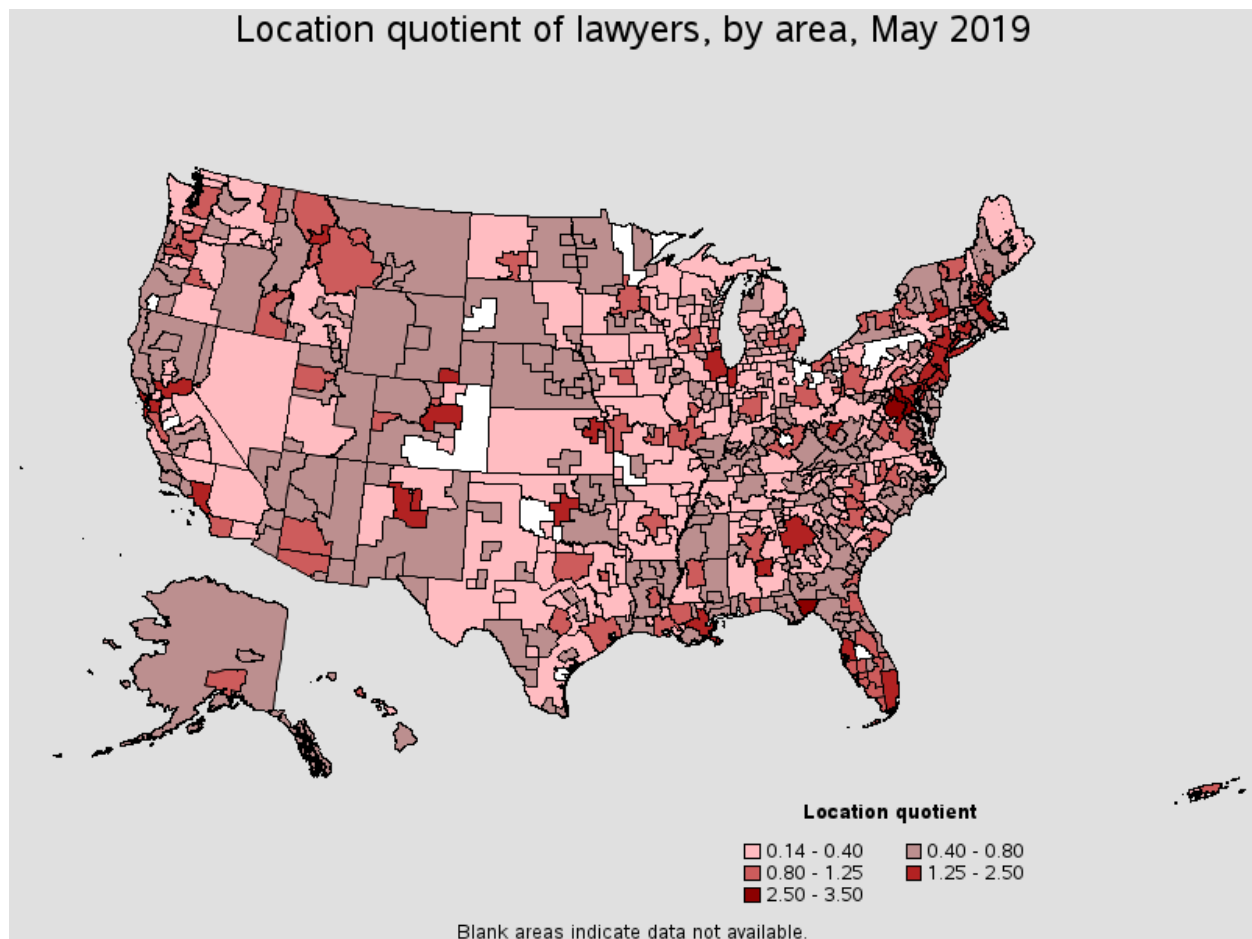 Location quotient of lawyers, by area, May 2019
Location quotient
0.14 - 0.40 0.40 - 0.80
0.80 - 1.25 1.25 - 2.50
2.50 - 3.50
Blank areas indicate data not available.